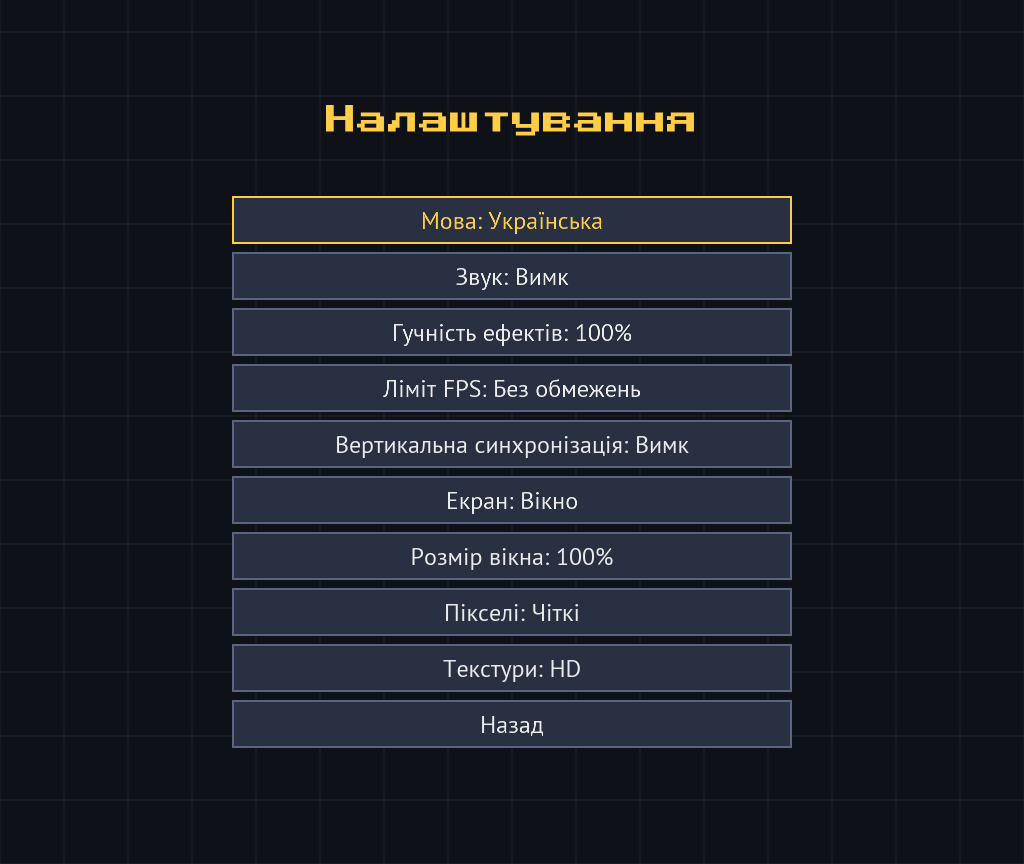 Налаштування
Мова: Українська
Звук: Вимк
Гучність ефектів: 100%
Ліміт FPS: Без обмежень
Вертикальна синхронізація: Вимк
Екран: Вікно
Розмір вікна: 100%
Пікселі: Чіткі
Текстури: HD
Назад